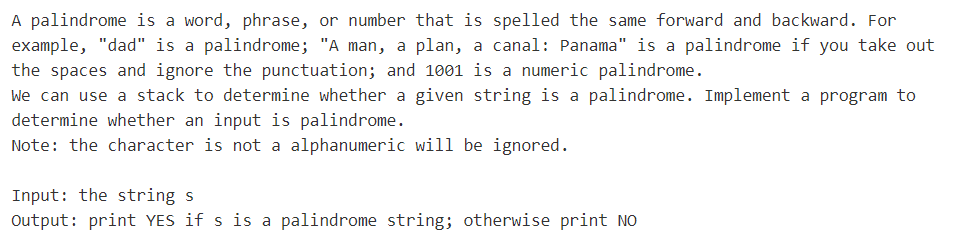 A palindrome is a word, phrase, or number that is spelled the same forward and backward. For
example, "dad" is a palindrome; "A man, a plan, a canal: Panama" is a palindrome if you take out
the spaces and ignore the punctuation; and 1001 is a numeric palindrome.
We can use a stack to determine whether a given string is a palindrome. Implement a program to
determine whether an input is palindrome.
Note: the character is not a alphanumeric will be ignored.
Input: the string s
Output: print YES if s is a palindrome string; otherwise print NO